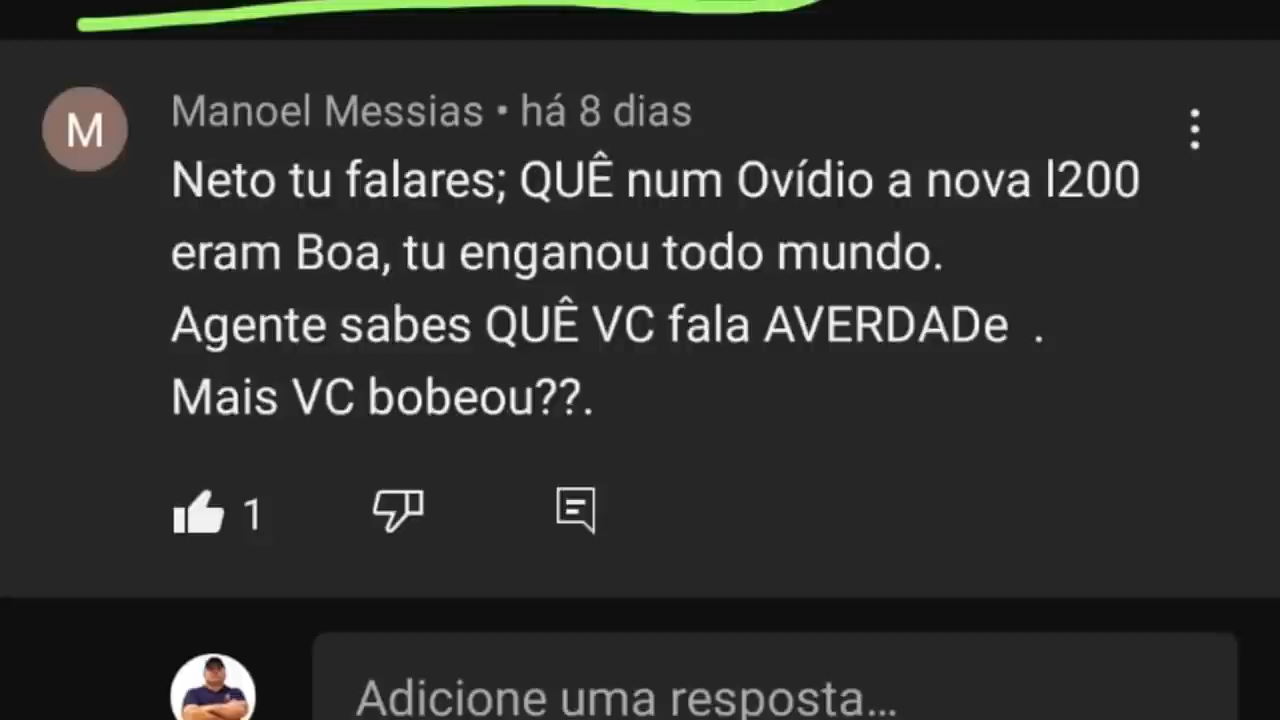 M
Manoel Messias • há 8 dias
Neto tu falares; QUÊ num Ovídio a nova l200
eram Boa, tu enganou todo mundo.
Agente sabes QUÊ VC fala AVERDADe .
Mais VC bobeou??.
1
Adicione uma resposta...